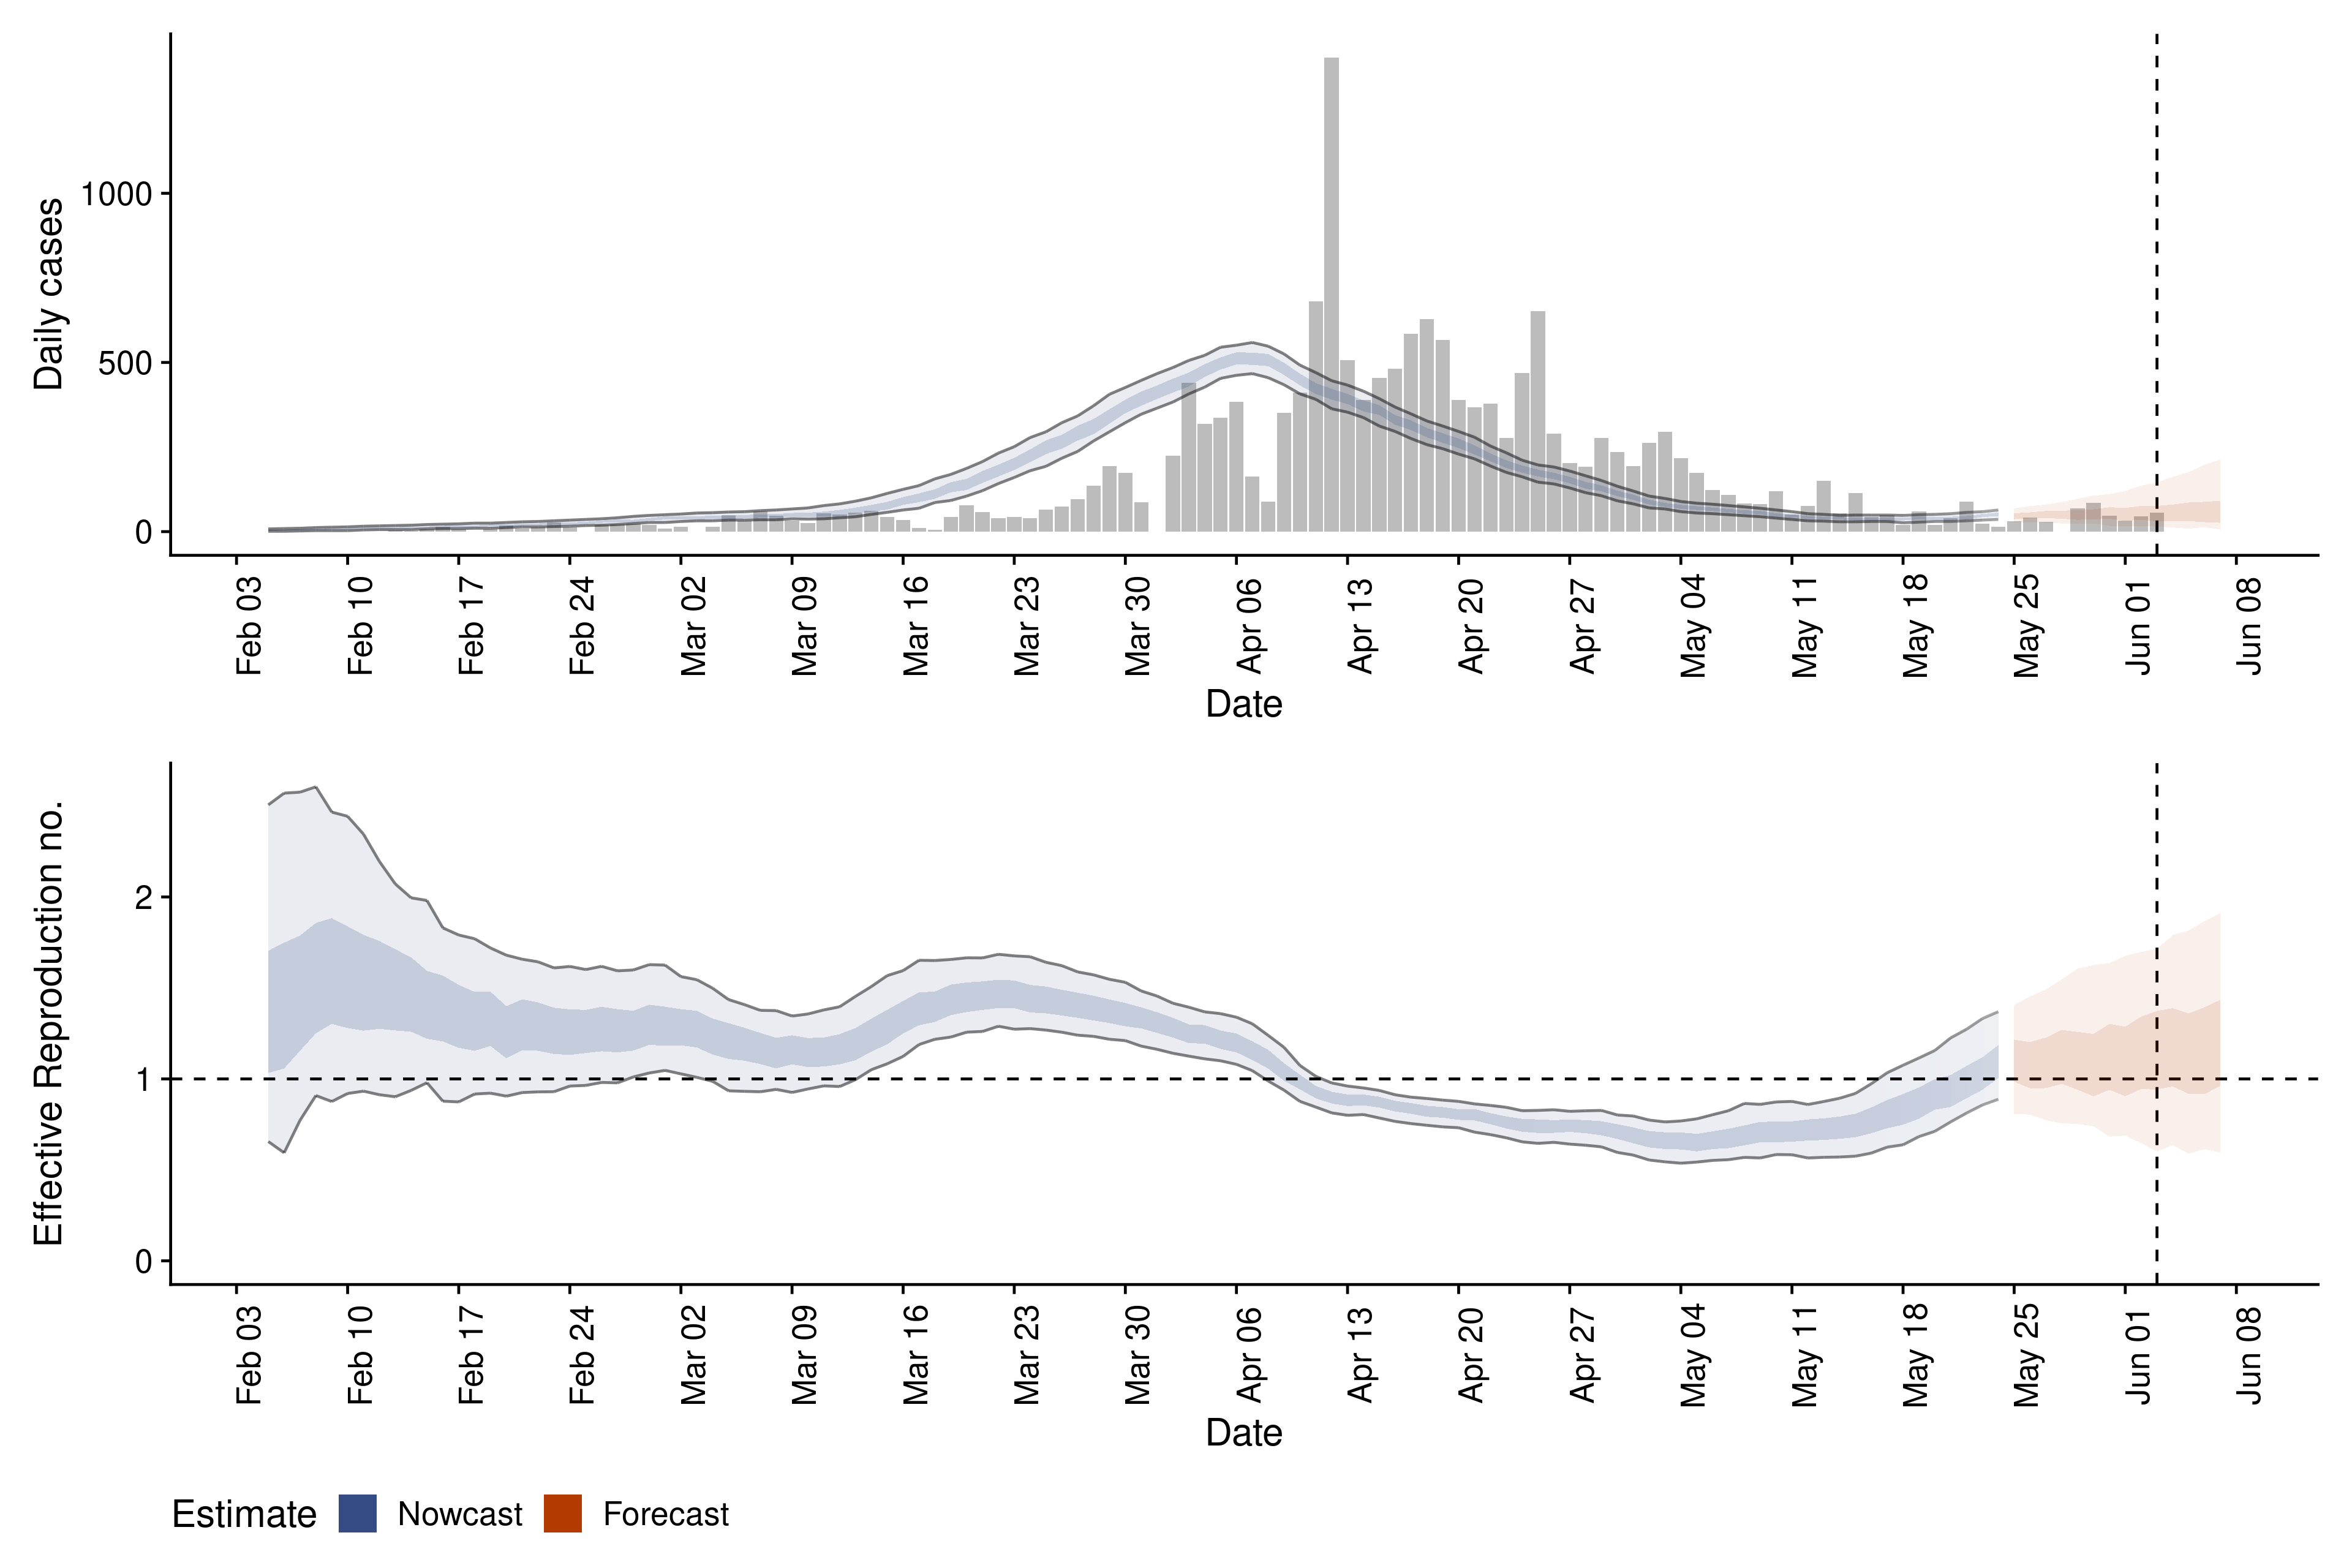 Daily cases
1000
500
0
Feb 03
Feb 10
Feb 17
Feb 24
Mar 02
Mar 09
Mar 16
Mar 23
Mar 30
Apr 06
Apr 13
Apr 20
Apr 27
May 04
May 11
May 18
May 25
Jun 01
Jun 08
Date
Effective Reproduction no.
2
1
0
Feb 03
Feb 10
Feb 17
Feb 24
Mar 02
Mar 09
Mar 16
Mar 23
Mar 30
Apr 06
Apr 13
Apr 20
Apr 27
May 04
May 11
May 18
May 25
Jun 01
Jun 08
Date
Estimate Nowcast Forecast